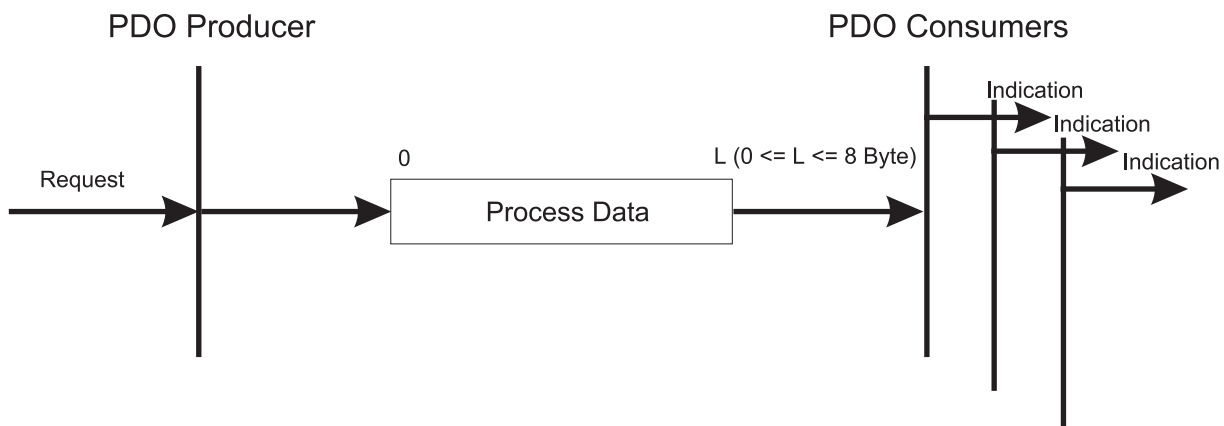 PDO Producer
PDO Consumers
Indication
Indication
Indication
Request
0
L (0 <= L <= 8 Byte)
Process Data